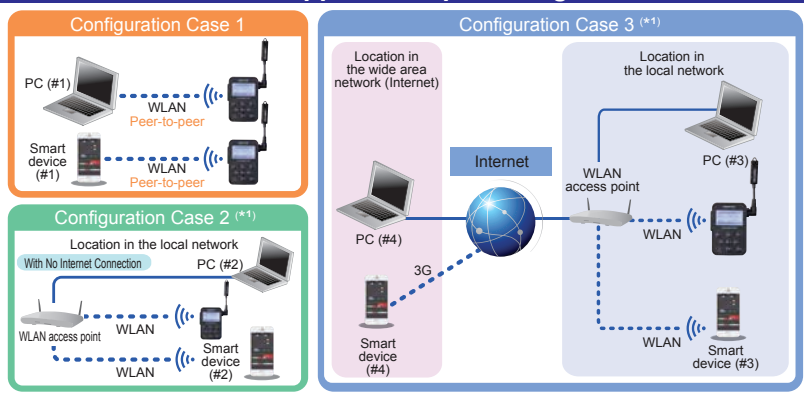 Configuration Case 1
PC (#1)
WLAN
Peer-to-peer
Smart
device
(#1)
WLAN
Peer-to-peer
Configuration Case 2 (*1)
Location in the local network
With No Internet Connection
PC (#2)
WLAN access point
WLAN
WLAN
Smart
device
(#2)
Configuration Case 3 (*1)
Location in
the wide area
network (Internet)
PC (#4)
3G
Smart
device
(#4)
Internet
Location in
the local network
PC (#3)
WLAN
access point
WLAN
WLAN
Smart
device (#3)